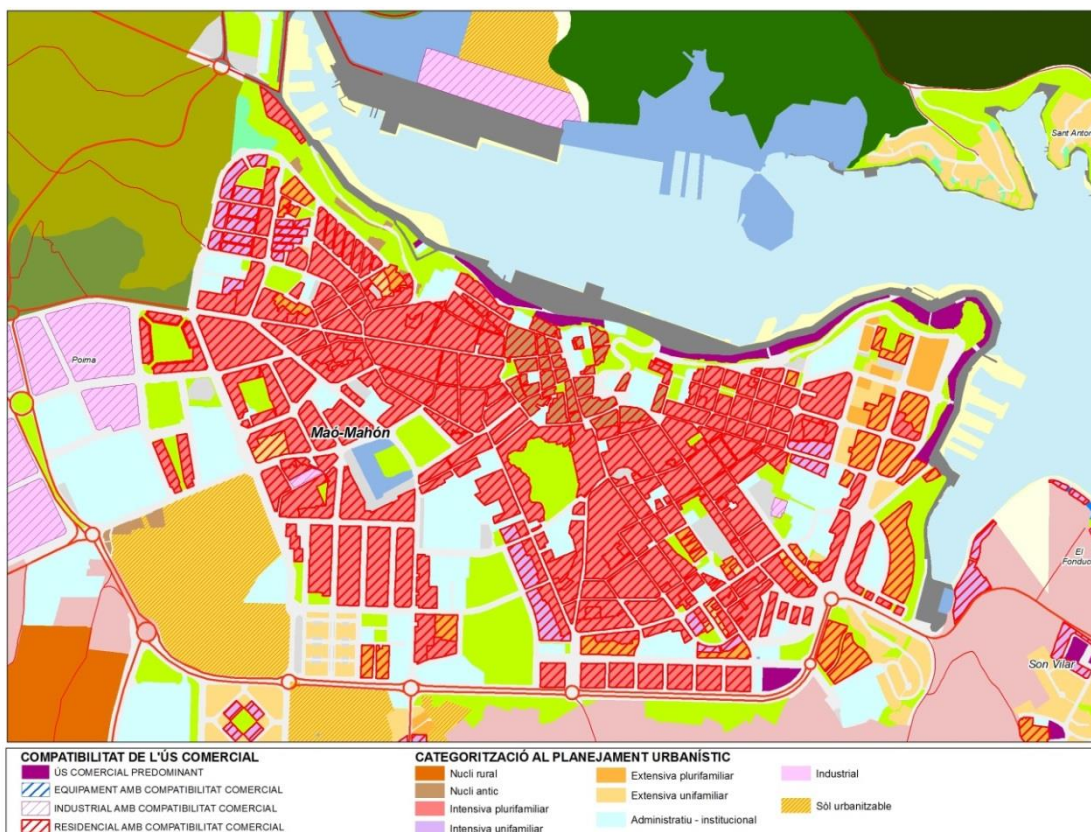 Sant Anton
Poima
Maó-Mahón
El
Fonduc
Son Vilar
COMPATIBILITAT DE L'ÚS COMERCIAL
ÚS COMERCIAL PREDOMINANT
EQUIPAMENT AMB COMPATIBILITAT COMERCIAL
INDUSTRIAL AMB COMPATIBILITAT COMERCIAL
RESIDENCIAL AMB COMPATIBILITAT COMERCIAL
CATEGORITZACIÓ AL PLANEJAMENT URBANÍSTIC
Nucli rural
Nucli antic
Intensiva plurifamiliar
Intensiva unifamiliar
Extensiva plurifamiliar
Extensiva unifamiliar
Administratiu - institucional
Industrial
Sòl urbanitzable